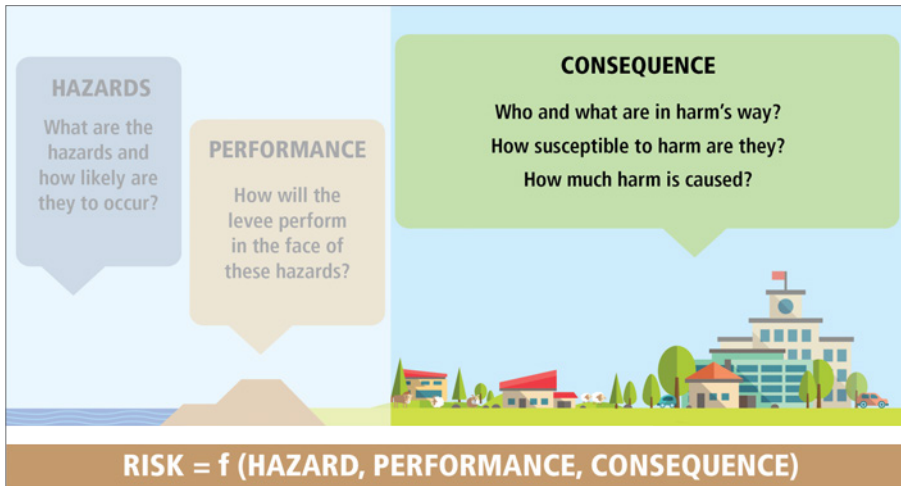 HAZARDS
What are the
hazards and
how likely are
they to occur?
PERFORMANCE
How will the
levee perform
in the face of
these hazards?
CONSEQUENCE
Who and what are in harm's way?
How susceptible to harm are they?
How much harm is caused?
RISK = f (HAZARD, PERFORMANCE, CONSEQUENCE)